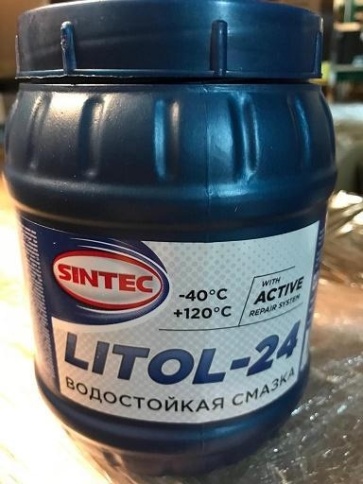 SINTEC
-40°C
+120°C
WITH
ACTIVE
REPAIR SYSTEM
LITOL-24
ВОДОСТОЙКАЯ СМАЗКА